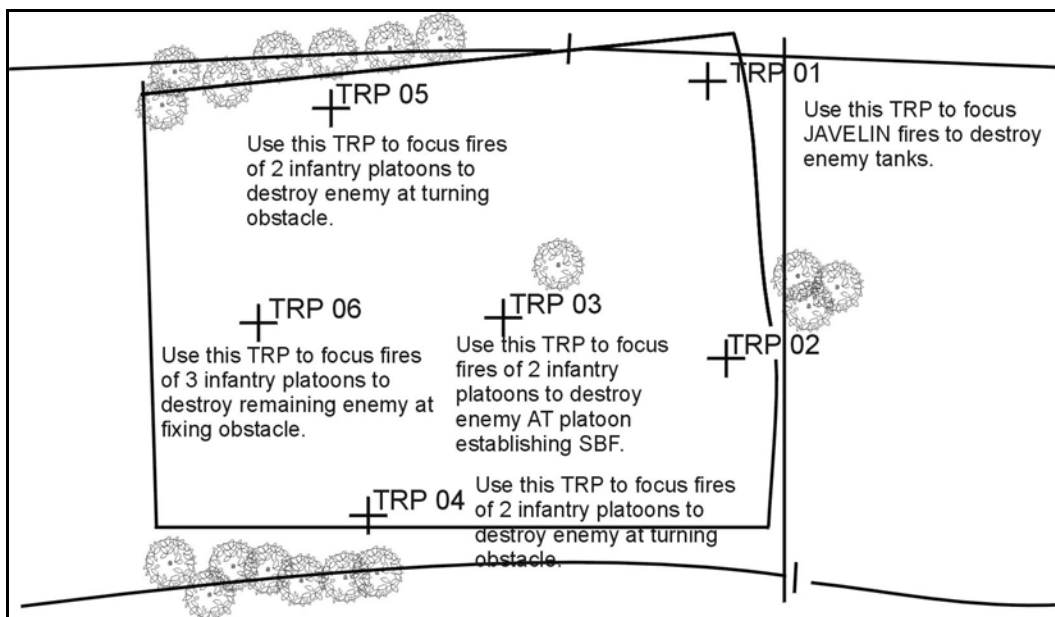 TRP 01
Use this TRP to focus
JAVELIN fires to destroy
enemy tanks.
TRP 05
Use this TRP to focus fires
of 2 infantry platoons to
destroy enemy at turning
obstacle.
TRP 06
Use this TRP to focus fires
of 3 infantry platoons to
destroy remaining enemy at
fixing obstacle.
TRP 03
Use this TRP to focus
fires of 2 infantry
platoons to destroy
enemy AT platoon
establishing SBF.
TRP 02
TRP 04
Use this TRP to focus fires
of 2 infantry platoons to
destroy enemy at turning
obstacle.